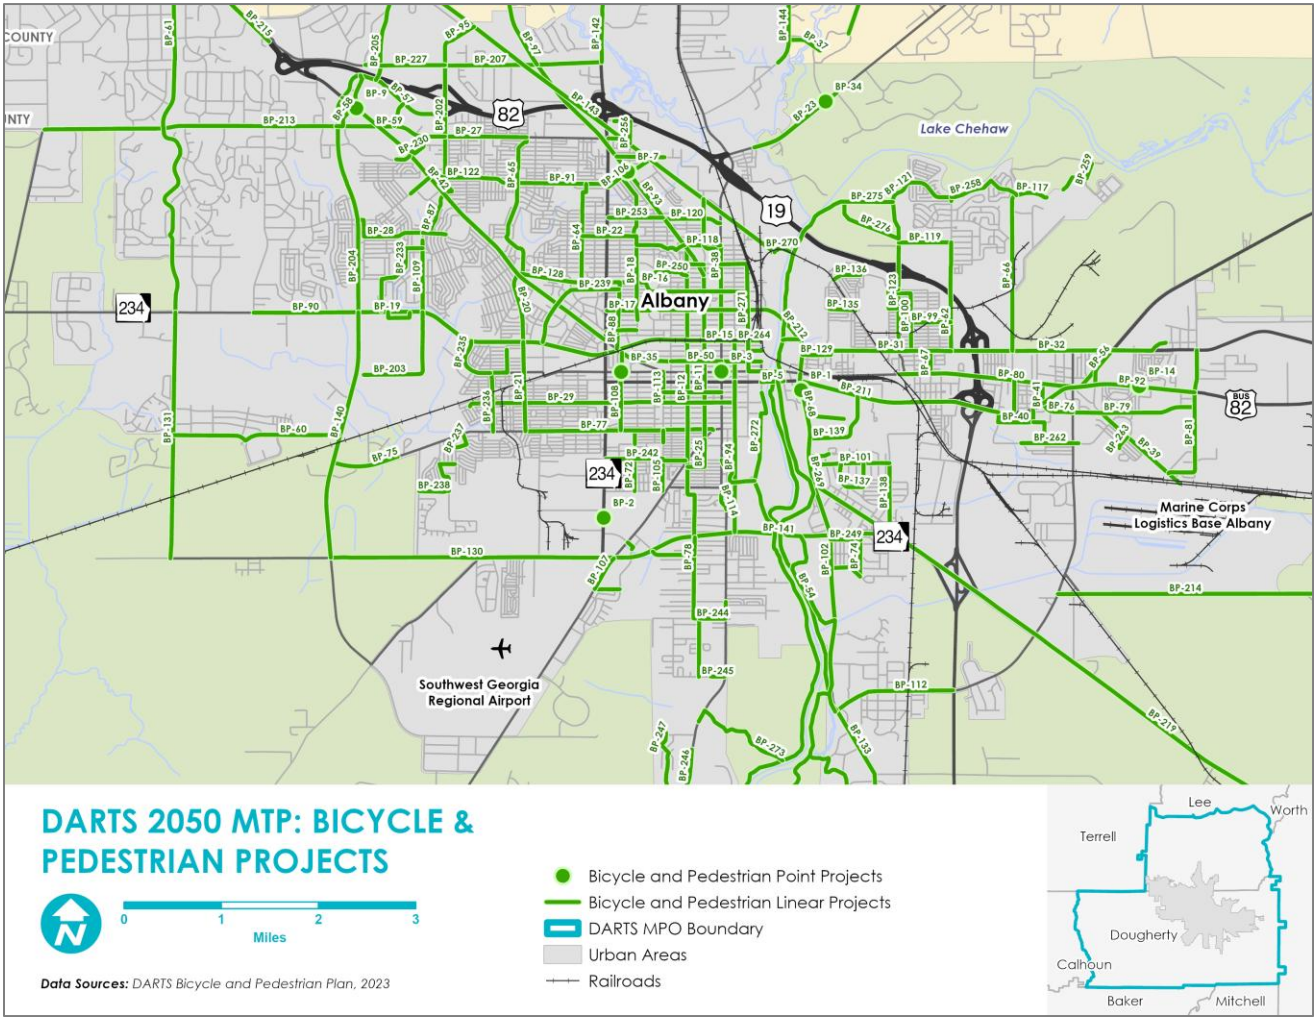 BP-61
BP-215
BP-205
BP-95
BP-97
BP-142
BP-144
BP-37
COUNTY
BP-227
BP-207
BP-34
BP-9
BP-57
BP-58
BP-202
BP-143
BP-23
82
NTY
BP-213
BP-59
BP-27
BP-256
Lake Chehaw
BP-230
BP-7
BP-42
BP-122
BP-65
BP-91
BP-106
BP-93
BP-259
BP-121
BP-258
BP-117
BP-275
BP-87
BP-253
BP-120
19
BP-276
BP-28
BP-64
BP-22
BP-118
BP-270
BP-119
BP-204
BP-233
BP-109
BP-128
BP-18
BP-250
BP-38
BP-16
BP-136
BP-66
BP-239
BP-123
234
BP-90
BP-19
BP-20
BP-17
Albany
BP-271
BP-135
BP-100
BP-99
BP-62
BP-88
BP-15
BP-264
BP-212
BP-235
BP-35
BP-50
BP-3
BP-129
BP-31
BP-32
BP-67
BP-56
BP-203
BP-21
BP-113
BP-12
BP-11
BP-5
BP-1
BP-80
BP-14
BP-92
BP-236
BP-29
BP-108
BP-68
BP-211
BP-41
BP-76
BP-79
BUS
82
BP-131
BP-60
BP-140
BP-237
BP-77
BP-272
BP-139
BP-40
BP-262
BP-263
BP-39
BP-81
BP-75
BP-242
BP-25
BP-94
BP-238
234
BP-72
BP-105
BP-269
BP-101
BP-137
BP-138
BP-2
BP-114
Marine Corps
Logistics Base Albany
BP-141
BP-249
234
BP-130
BP-107
BP-78
BP-102
BP-74
BP-54
BP-214
BP-244
Southwest Georgia
Regional Airport
BP-245
BP-112
BP-219
BP-247
BP-246
BP-273
BP-133
DARTS 2050 MTP: BICYCLE &
PEDESTRIAN PROJECTS
N
0 1 2 3
Miles
Data Sources: DARTS Bicycle and Pedestrian Plan, 2023
Bicycle and Pedestrian Point Projects
Bicycle and Pedestrian Linear Projects
DARTS MPO Boundary
Urban Areas
Railroads
Lee
Worth
Terrell
Dougherty
Calhoun
Baker
Mitchell